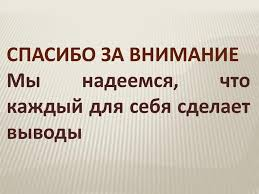 СПАСИБО ЗА ВНИМАНИЕ
Мы надеемся, что
каждый для себя сделает
выводы